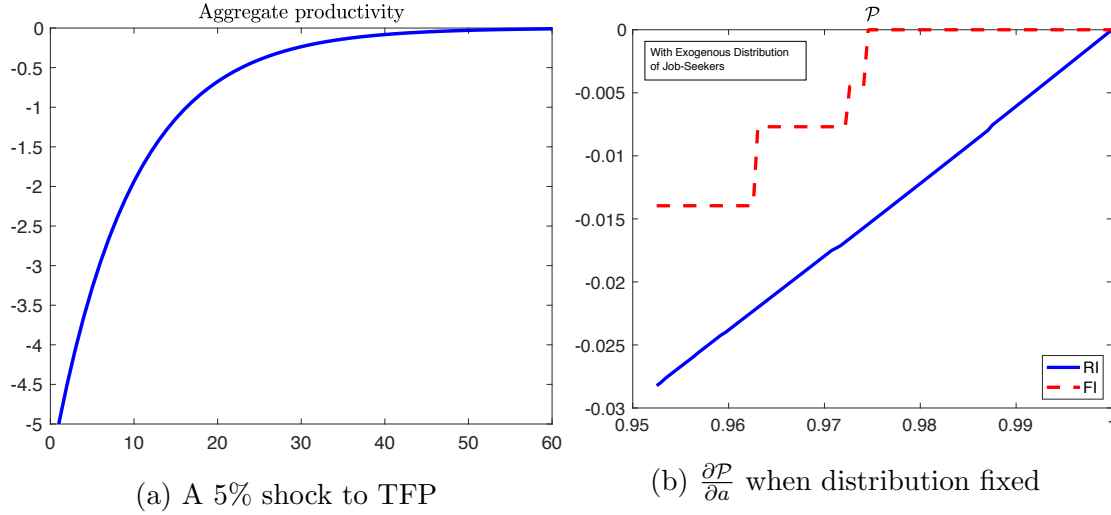 Aggregate productivity
0
-0.5
-1
-1.5
-2
-2.5
-3
-3.5
-4
-4.5
-5
0 10 20 30 40 50 60
(a) A 5% shock to TFP
𝒫
With Exogenous Distribution
of Job-Seekers
0
-0.005
-0.01
-0.015
-0.02
-0.025
-0.03
0.95 0.96 0.97 0.98 0.99 1
RI
FI
(b) ∂𝒫/∂a when distribution fixed